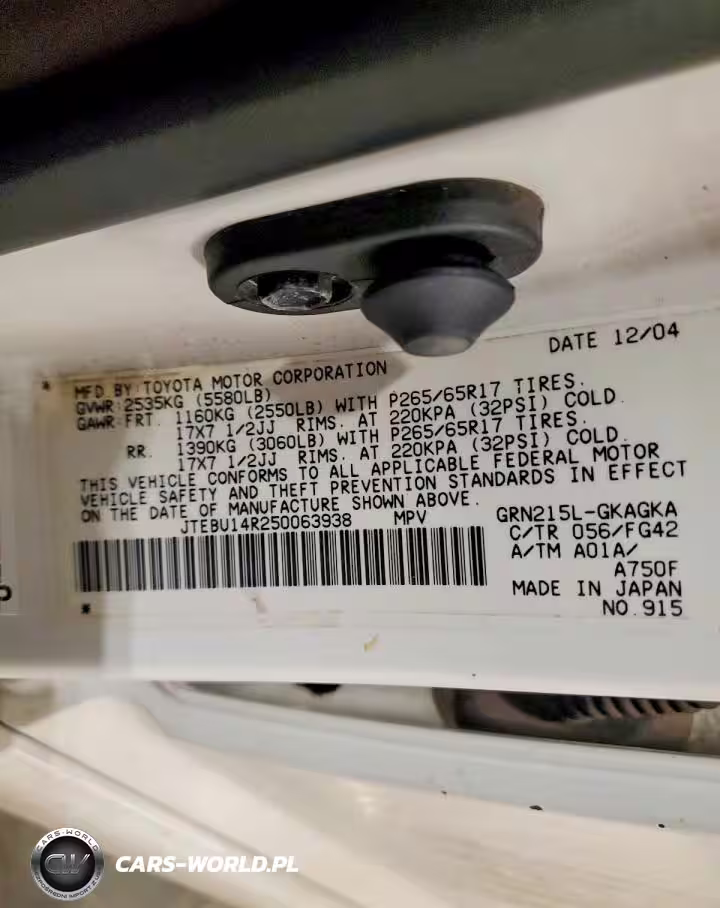 DATE 12/04
MFD BY:TOYOTA MOTOR CORPORATION
GVWR:2535KG (5580LB)
GAWR:FRT. 1160KG (2550LB) WITH P265/65R17 TIRES.
17X7 1/2JJ RIMS. AT 220KPA (32PSI) COLD.
RR. 1390KG (3060LB) WITH P265/65R17 TIRES.
17X7 1/2JJ RIMS. AT 220KPA (32PSI) COLD.
THIS VEHICLE CONFORMS TO ALL APPLICABLE FEDERAL MOTOR
VEHICLE SAFETY AND THEFT PREVENTION STANDARDS IN EFFECT
ON THE DATE OF MANUFACTURE SHOWN ABOVE.
JTEBU14R250063938 MPV
GRN215L-GKAGKA
C/TR 056/FG42
A/TM A01A/
A750F
MADE IN JAPAN
NO.915
CARS-WORLD
CW
CARS-WORLD.PL